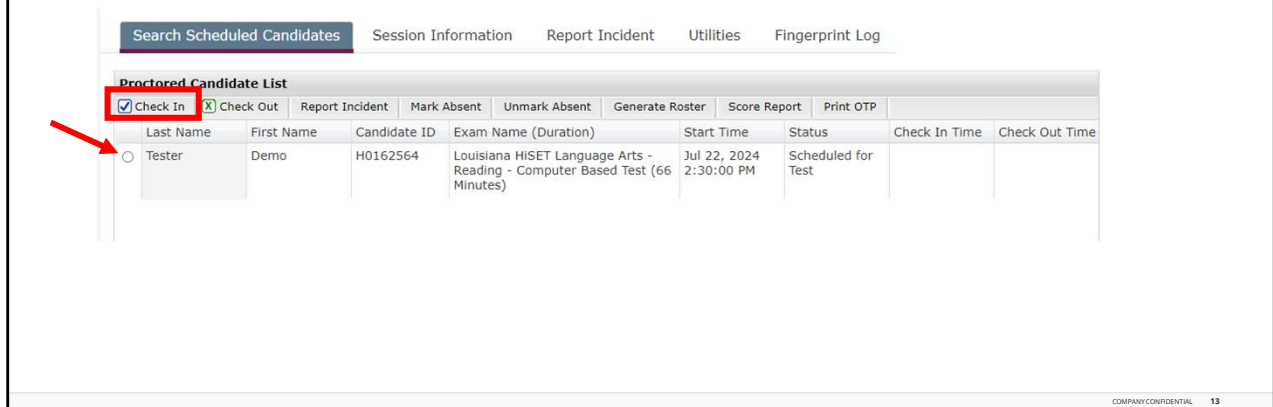 Search Scheduled Candidates Session Information Report Incident Utilities Fingerprint Log
Proctored Candidate List
Check In X Check Out Report Incident Mark Absent Unmark Absent Generate Roster Score Report Print OTP
Last Name First Name Candidate ID Exam Name (Duration) Start Time Status Check In Time Check Out Time
Tester Demo H0162564 Louisiana HiSET Language Arts - Jul 22, 2024 Scheduled for
Reading - Computer Based Test (66 2:30:00 PM Test
Minutes)
COMPANY CONFIDENTIAL 13